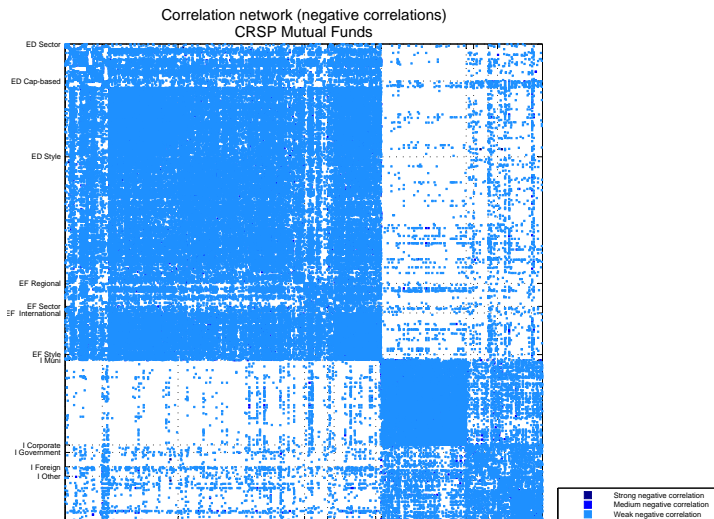 Correlation network (negative correlations)
CRSP Mutual Funds
ED Sector
ED Cap-based
ED Style
EF Regional
EF Sector
EF International
EF Style
I Muni
I Corporate
I Government
I Foreign
I Other
Strong negative correlation
Medium negative correlation
Weak negative correlation